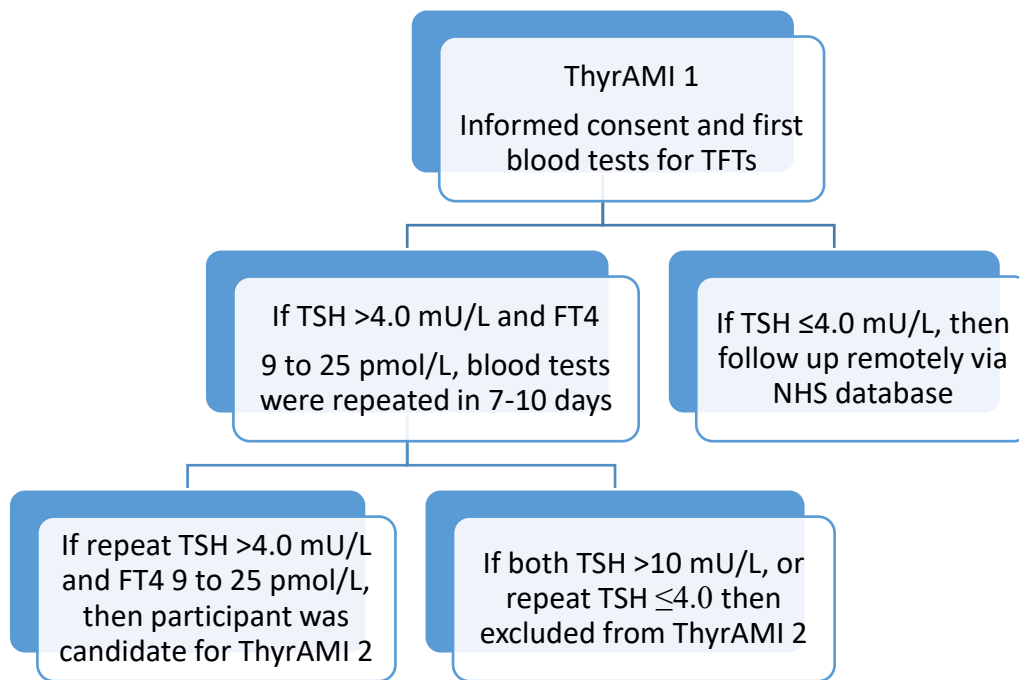 ThyrAMI 1
Informed consent and first
blood tests for TFTs
If TSH >4.0 mU/L and FT4
9 to 25 pmol/L, blood tests
were repeated in 7-10 days
If TSH ≤4.0 mU/L, then
follow up remotely via
NHS database
If repeat TSH >4.0 mU/L
and FT4 9 to 25 pmol/L,
then participant was
candidate for ThyrAMI 2
If both TSH >10 mU/L, or
repeat TSH ≤4.0 then
excluded from ThyrAMI 2